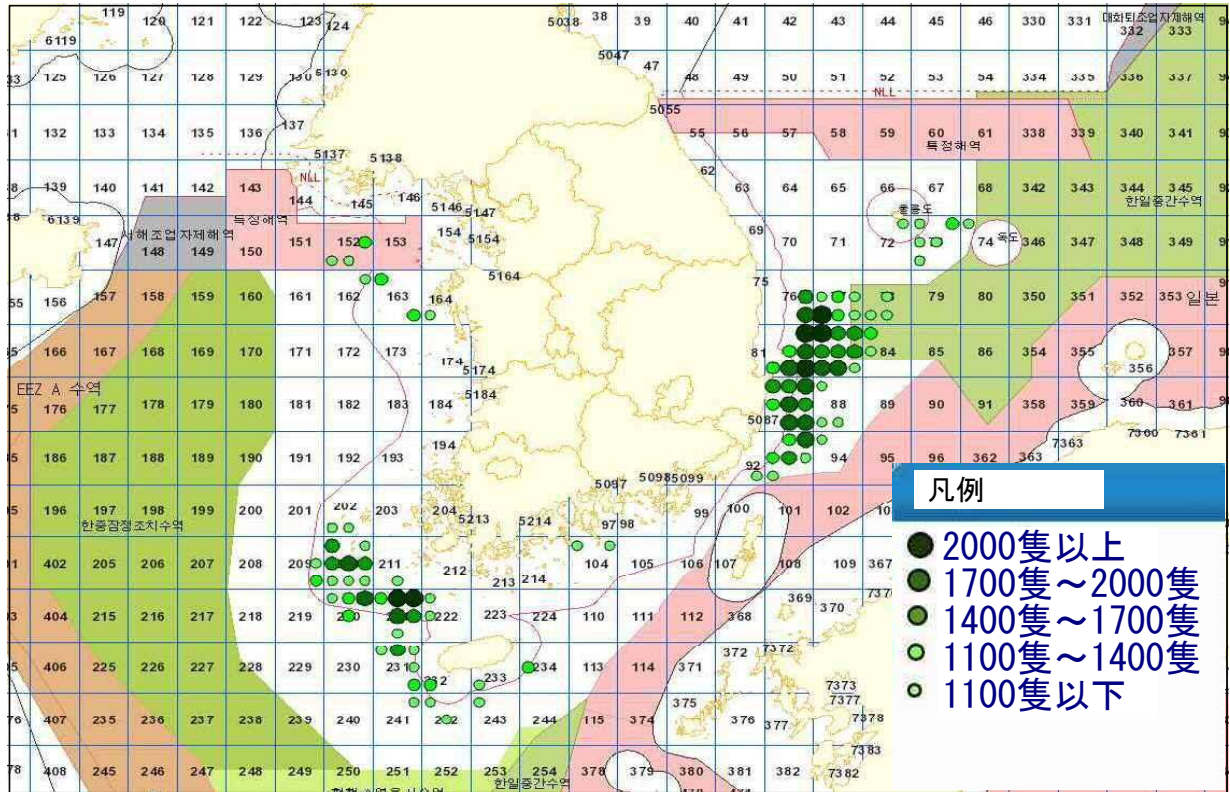 119 120 121 122 123 124 5038 38 39 40 41 42 43 44 45 46 330 331 대화퇴조업자제해역
332 333
6119 5047 47
125 126 127 128 129 130 5130 48 49 50 51 52 53 54 334 335 336 337
NLL
5055
132 133 134 135 136 137 55 56 57 58 59 60 61 338 339 340 341
특정해역
5137 5138 62
NLL
139 140 141 142 143 144 145 146 63 64 65 66 67 68 342 343 344 345
6139 5146 5147 울릉도 한일중간수역
특정해역 서해조업자제해역
147 148 149 150 151 152 153 154 5154 69 70 71 72 74 독도 346 347 348 349
5164 75
156 157 158 159 160 161 162 163 164 76 79 80 350 351 352 353 일본
166 167 168 169 170 171 172 173 174 5174 81 84 85 86 354 355 356 357
EEZ A 수역
5184
176 177 178 179 180 181 182 183 184 5087 88 89 90 91 358 359 360 361
7363 7360 7361
186 187 188 189 190 191 192 193 194 92 94 95 96 362 363
5097 5098 5099
196 197 198 199 200 201 202 203 204 5213 5214 97 98 99 100 101 102
한중잠정조치수역
402 205 206 207 208 209 211 212 213 214 104 105 106 107 108 109 367
369 370
404 215 216 217 218 219 222 223 224 110 111 112 368
372 7372
406 225 226 227 228 229 230 231 232 233 234 113 114 371
7373
7377
375
407 235 236 237 238 239 240 241 243 244 115 374 376 377 7378
7383
408 245 246 247 248 249 250 251 252 253 254 378 379 380 381 382 7382
한일중간수역
凡例
2000隻以上
1700隻～2000隻
1400隻～1700隻
1100隻～1400隻
1100隻以下